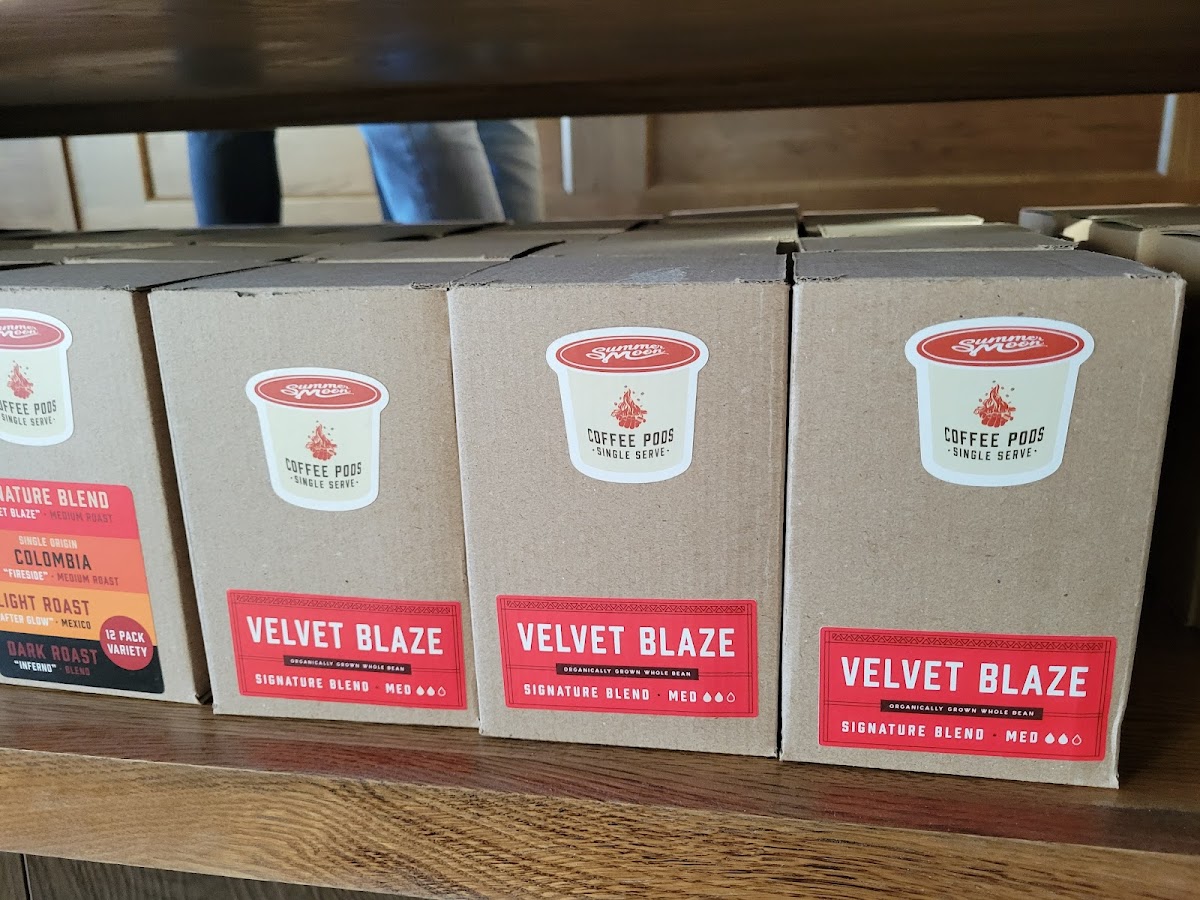 Summer
Moon
COFFEE PODS
SINGLE SERVE·
NATURE BLEND
ET BLAZE" · MEDIUM ROAST
SINGLE ORIGIN
COLOMBIA
"FIRESIDE" · MEDIUM ROAST
LIGHT ROAST
AFTER GLOW" · MEXICO
12 PACK
VARIETY
DARK ROAST
"INFERNO" · BLEND
Summer
Moon
COFFEE PODS
·SINGLE SERVE·
VELVET BLAZE
ORGANICALLY GROWN WHOLE BEAN
SIGNATURE BLEND · MED
Summer
Moon
COFFEE PODS
·SINGLE SERVE·
VELVET BLAZE
ORGANICALLY GROWN WHOLE BEAN
SIGNATURE BLEND · MED
Summer
Moon
COFFEE PODS
·SINGLE SERVE·
VELVET BLAZE
ORGANICALLY GROWN WHOLE BEAN
SIGNATURE BLEND · MED